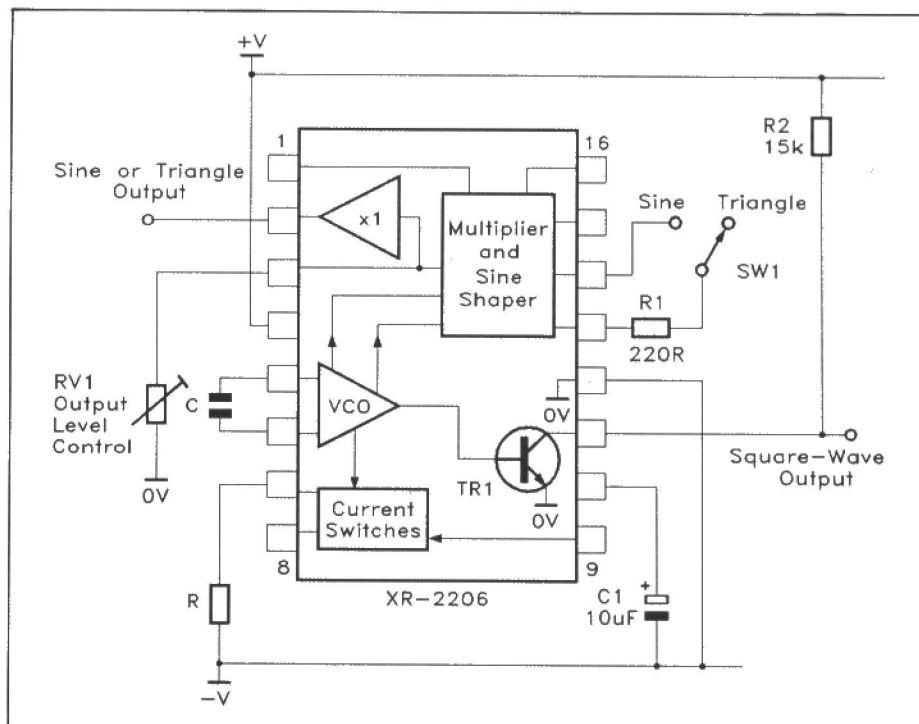 +V
1
16
R2
15k
Sine or Triangle
Output
x1
Multiplier
and
Sine
Shaper
Sine
Triangle
SW1
R1
220R
RV1
Output
Level
Control
C
VCO
0V
0V
TR1
0V
Square-Wave
Output
Current
Switches
8
9
R
XR-2206
C1
+
10uF
-V